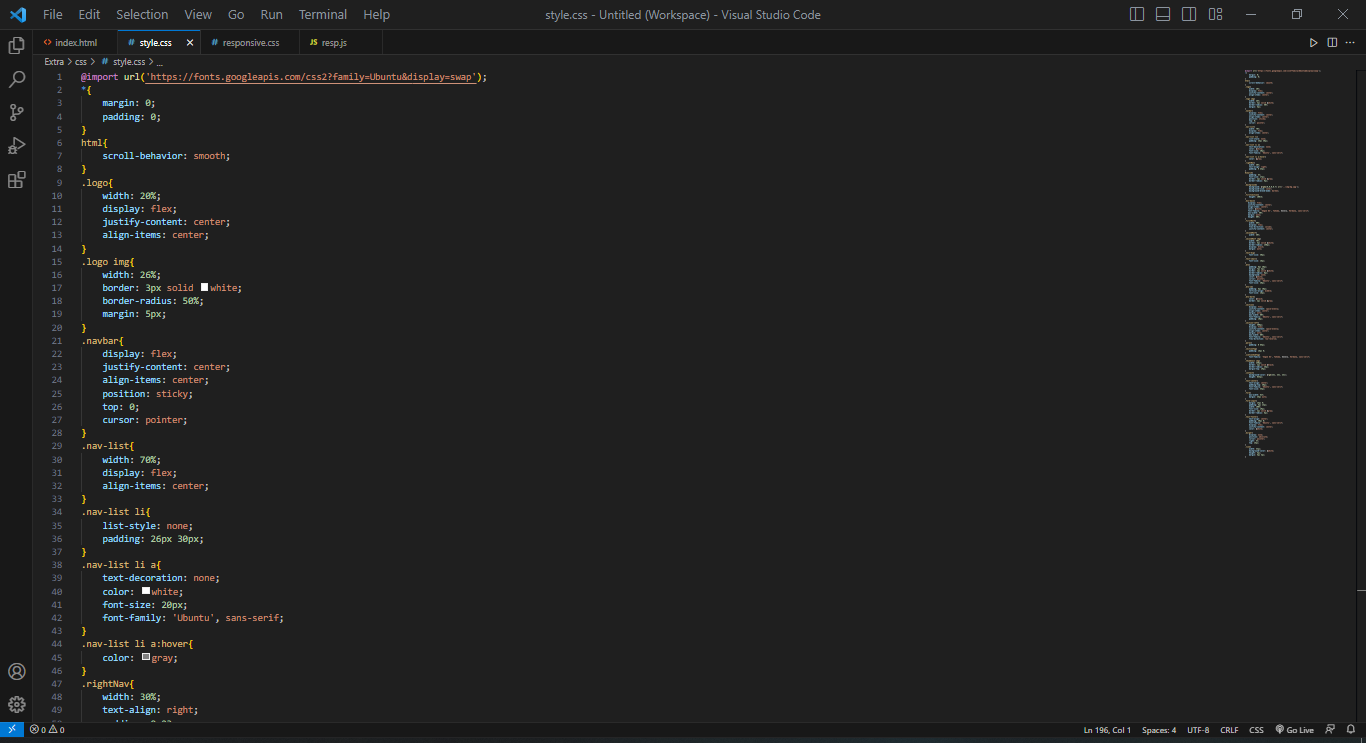 File Edit Selection View Go Run Terminal Help style.css - Untitled (Workspace) - Visual Studio Code
index.html # style.css # responsive.css JS resp.js
Extra > css > # style.css > ...
1 @import url('https://fonts.googleapis.com/css2?family=Ubuntu&display=swap');
2 *{
3 margin: 0;
4 padding: 0;
5 }
6 html{
7 scroll-behavior: smooth;
8 }
9 .logo{
10 width: 20%;
11 display: flex;
12 justify-content: center;
13 align-items: center;
14 }
15 .logo img{
16 width: 26%;
17 border: 3px solid white;
18 border-radius: 50%;
19 margin: 5px;
20 }
21 .navbar{
22 display: flex;
23 justify-content: center;
24 align-items: center;
25 position: sticky;
26 top: 0;
27 cursor: pointer;
28 }
29 .nav-list{
30 width: 70%;
31 display: flex;
32 align-items: center;
33 }
34 .nav-list li{
35 list-style: none;
36 padding: 26px 30px;
37 }
38 .nav-list li a{
39 text-decoration: none;
40 color: white;
41 font-size: 20px;
42 font-family: 'Ubuntu', sans-serif;
43 }
44 .nav-list li a:hover{
45 color: gray;
46 }
47 .rightNav{
48 width: 30%;
49 text-align: right;
0 0 Ln 196, Col 1 Spaces: 4 UTF-8 CRLF CSS Go Live